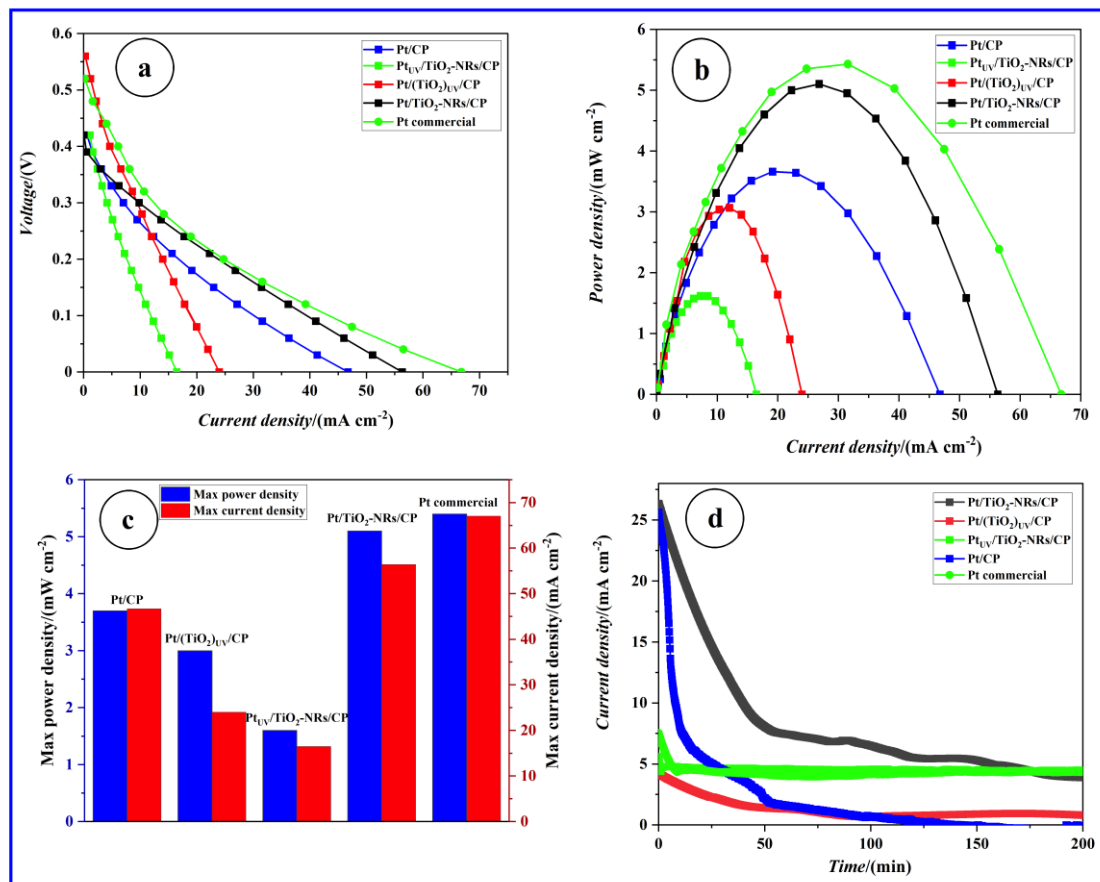 a
Pt/CP
Pt_UV/TiO₂-NRs/CP
Pt/(TiO₂)_UV/CP
Pt/TiO₂-NRs/CP
Pt commercial
Voltage/(V)
0.6
0.5
0.4
0.3
0.2
0.1
0
0 10 20 30 40 50 60 70
Current density/(mA cm⁻²)
b
Pt/CP
Pt_UV/TiO₂-NRs/CP
Pt/(TiO₂)_UV/CP
Pt/TiO₂-NRs/CP
Pt commercial
Power density/(mW cm⁻²)
6
5
4
3
2
1
0
0 10 20 30 40 50 60 70
Current density/(mA cm⁻²)
c
Max power density
Max current density
Max power density/(mW cm⁻²)
6
5
4
3
2
1
0
Pt/CP
Pt/(TiO₂)_UV/CP
Pt_UV/TiO₂-NRs/CP
Pt/TiO₂-NRs/CP
Pt commercial
70
60
50
40
30
20
10
0
Max current density/(mA cm⁻²)
d
Pt/TiO₂-NRs/CP
Pt/(TiO₂)_UV/CP
Pt_UV/TiO₂-NRs/CP
Pt/CP
Pt commercial
Current density/(mA cm⁻²)
25
20
15
10
5
0
0 50 100 150 200
Time/(min)